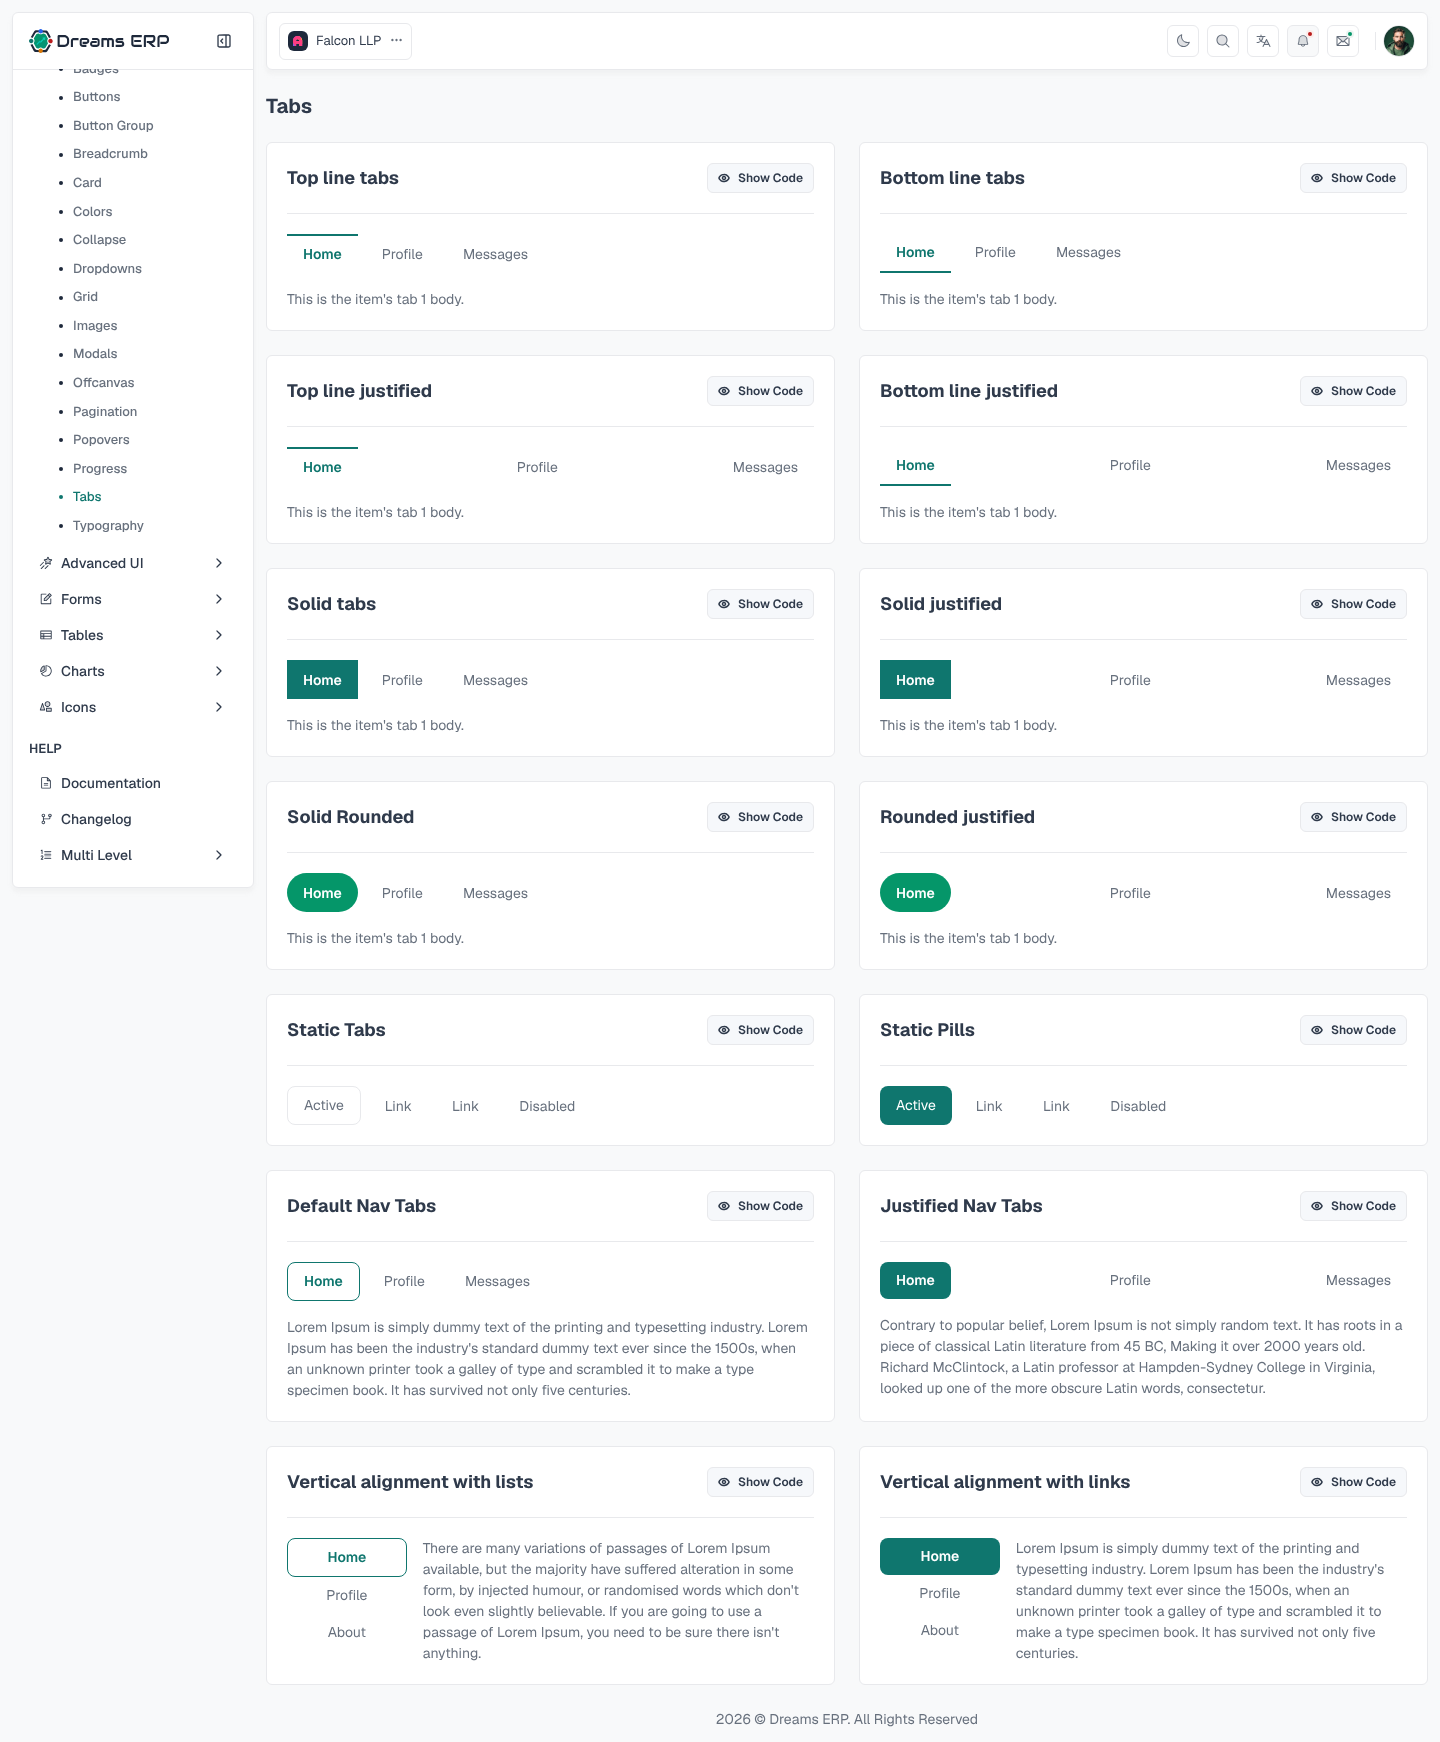 Dreams ERP
Badges
Buttons
Button Group
Breadcrumb
Card
Colors
Collapse
Dropdowns
Grid
Images
Modals
Offcanvas
Pagination
Popovers
Progress
Tabs
Typography
Advanced UI
Forms
Tables
Charts
Icons
HELP
Documentation
Changelog
Multi Level
Falcon LLP
Tabs
Top line tabs
Show Code
Home Profile Messages
This is the item's tab 1 body.
Bottom line tabs
Show Code
Home Profile Messages
This is the item's tab 1 body.
Top line justified
Show Code
Home Profile Messages
This is the item's tab 1 body.
Bottom line justified
Show Code
Home Profile Messages
This is the item's tab 1 body.
Solid tabs
Show Code
Home Profile Messages
This is the item's tab 1 body.
Solid justified
Show Code
Home Profile Messages
This is the item's tab 1 body.
Solid Rounded
Show Code
Home Profile Messages
This is the item's tab 1 body.
Rounded justified
Show Code
Home Profile Messages
This is the item's tab 1 body.
Static Tabs
Show Code
Active Link Link Disabled
Static Pills
Show Code
Active Link Link Disabled
Default Nav Tabs
Show Code
Home Profile Messages
Lorem Ipsum is simply dummy text of the printing and typesetting industry. Lorem
Ipsum has been the industry's standard dummy text ever since the 1500s, when
an unknown printer took a galley of type and scrambled it to make a type
specimen book. It has survived not only five centuries.
Justified Nav Tabs
Show Code
Home Profile Messages
Contrary to popular belief, Lorem Ipsum is not simply random text. It has roots in a
piece of classical Latin literature from 45 BC, Making it over 2000 years old.
Richard McClintock, a Latin professor at Hampden-Sydney College in Virginia,
looked up one of the more obscure Latin words, consectetur.
Vertical alignment with lists
Show Code
Home
Profile
About
There are many variations of passages of Lorem Ipsum
available, but the majority have suffered alteration in some
form, by injected humour, or randomised words which don't
look even slightly believable. If you are going to use a
passage of Lorem Ipsum, you need to be sure there isn't
anything.
Vertical alignment with links
Show Code
Home
Profile
About
Lorem Ipsum is simply dummy text of the printing and
typesetting industry. Lorem Ipsum has been the industry's
standard dummy text ever since the 1500s, when an
unknown printer took a galley of type and scrambled it to
make a type specimen book. It has survived not only five
centuries.
2026 © Dreams ERP. All Rights Reserved